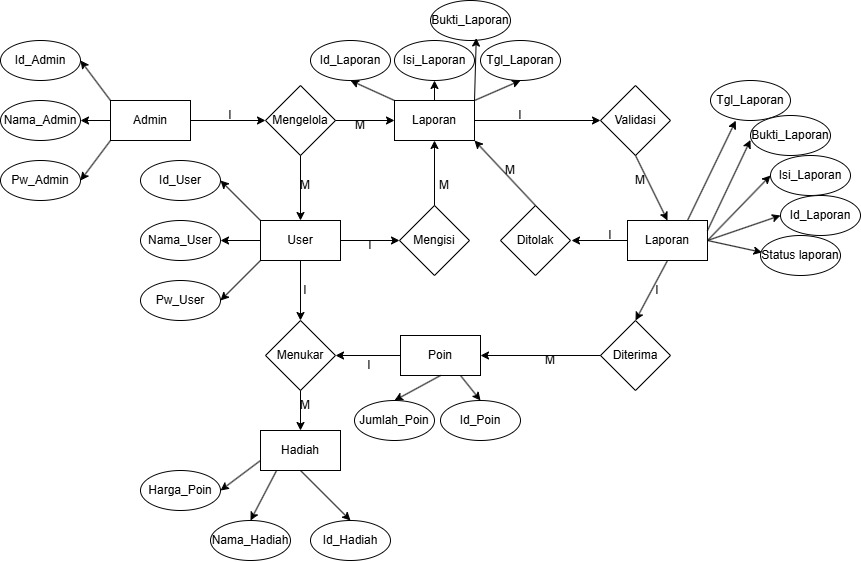 Bukti_Laporan
Id_Admin
Id_Laporan
Isi_Laporan
Tgl_Laporan
Tgl_Laporan
Nama_Admin
Admin
I
Mengelola
M
Laporan
I
Validasi
Bukti_Laporan
Pw_Admin
Id_User
M
M
M
M
Isi_Laporan
Id_Laporan
Nama_User
User
I
Mengisi
Ditolak
I
Laporan
Status laporan
Pw_User
I
I
Menukar
I
Poin
M
Diterima
M
Jumlah_Poin
Id_Poin
Hadiah
Harga_Poin
Nama_Hadiah
Id_Hadiah